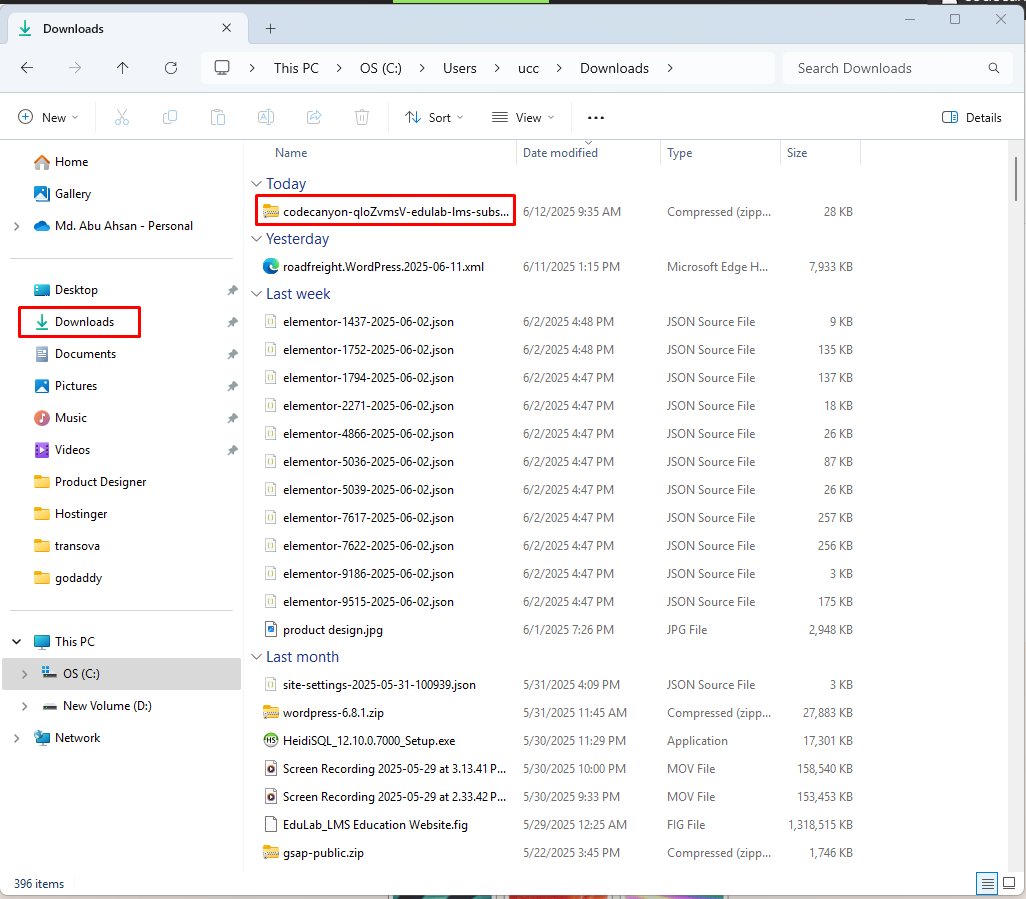 Downloads
This PC > OS (C:) > Users > ucc > Downloads >
Search Downloads
New
Sort
View
Details
Home
Gallery
Md. Abu Ahsan - Personal
Desktop
Downloads
Documents
Pictures
Music
Videos
Product Designer
Hostinger
transova
godaddy
This PC
OS (C:)
New Volume (D:)
Network
Name Date modified Type Size
Today
codecanyon-qloZvmsV-edulab-lms-subs... 6/12/2025 9:35 AM Compressed (zipp... 28 KB
Yesterday
roadfreight.WordPress.2025-06-11.xml 6/11/2025 1:15 PM Microsoft Edge H... 7,933 KB
Last week
elementor-1437-2025-06-02.json 6/2/2025 4:48 PM JSON Source File 9 KB
elementor-1752-2025-06-02.json 6/2/2025 4:48 PM JSON Source File 135 KB
elementor-1794-2025-06-02.json 6/2/2025 4:47 PM JSON Source File 137 KB
elementor-2271-2025-06-02.json 6/2/2025 4:47 PM JSON Source File 18 KB
elementor-4866-2025-06-02.json 6/2/2025 4:47 PM JSON Source File 26 KB
elementor-5036-2025-06-02.json 6/2/2025 4:47 PM JSON Source File 87 KB
elementor-5039-2025-06-02.json 6/2/2025 4:47 PM JSON Source File 26 KB
elementor-7617-2025-06-02.json 6/2/2025 4:47 PM JSON Source File 257 KB
elementor-7622-2025-06-02.json 6/2/2025 4:47 PM JSON Source File 256 KB
elementor-9186-2025-06-02.json 6/2/2025 4:47 PM JSON Source File 3 KB
elementor-9515-2025-06-02.json 6/2/2025 4:47 PM JSON Source File 175 KB
product design.jpg 6/1/2025 7:26 PM JPG File 2,948 KB
Last month
site-settings-2025-05-31-100939.json 5/31/2025 4:09 PM JSON Source File 3 KB
wordpress-6.8.1.zip 5/31/2025 11:45 AM Compressed (zipp... 27,883 KB
HeidiSQL_12.10.0.7000_Setup.exe 5/30/2025 11:29 PM Application 17,301 KB
Screen Recording 2025-05-29 at 3.13.41 P... 5/30/2025 10:00 PM MOV File 158,540 KB
Screen Recording 2025-05-29 at 2.33.42 P... 5/30/2025 9:33 PM MOV File 153,453 KB
EduLab_LMS Education Website.fig 5/29/2025 12:25 AM FIG File 1,318,515 KB
gsap-public.zip 5/22/2025 3:45 PM Compressed (zipp... 1,746 KB
396 items